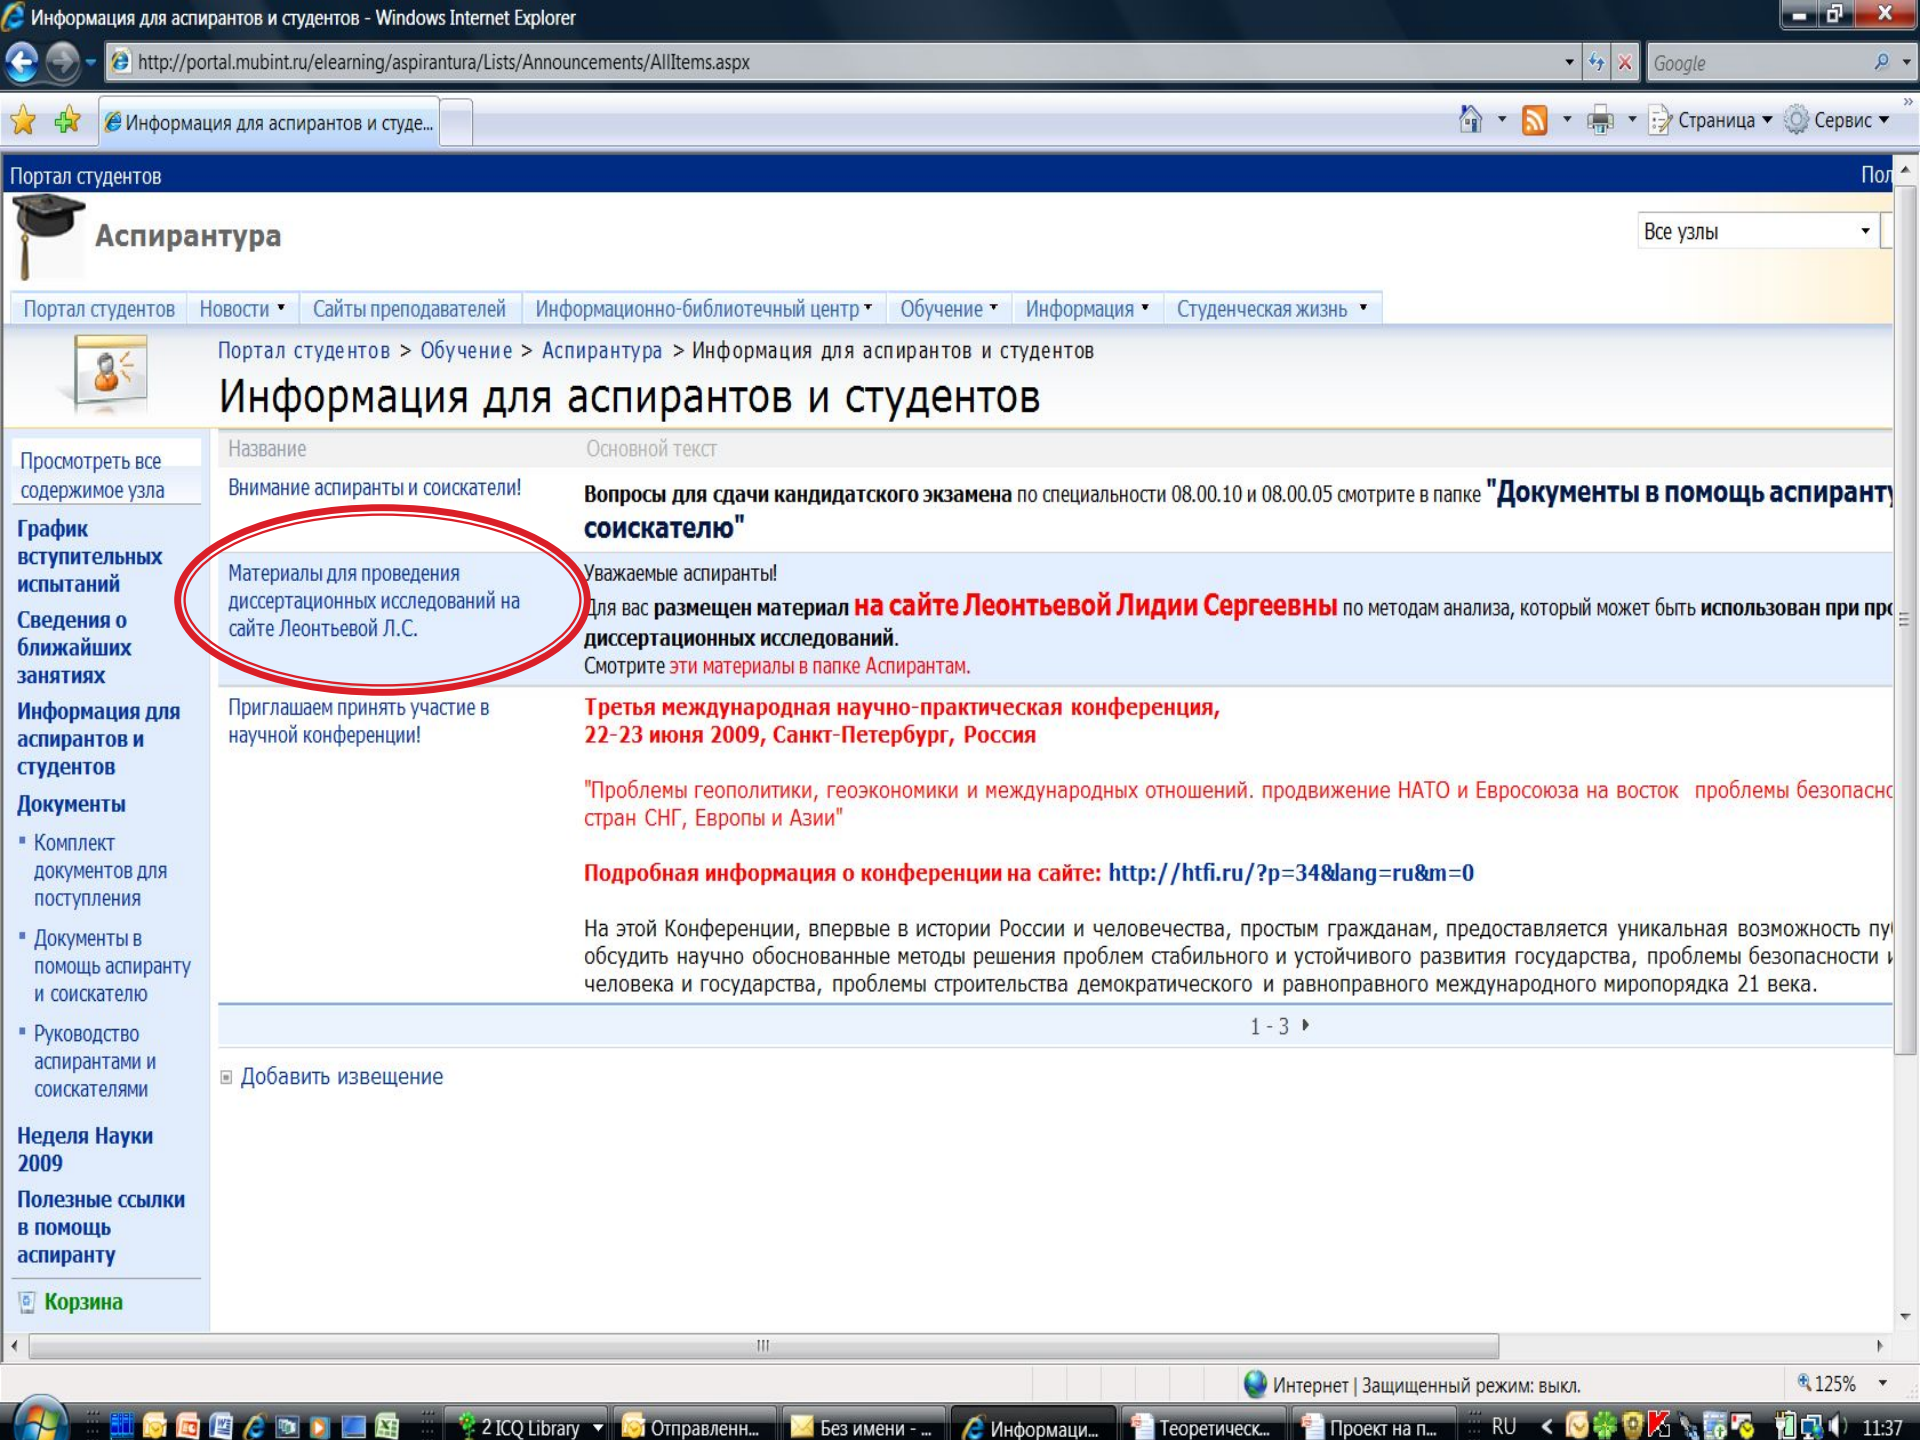 Информация для аспирантов и студентов - Windows Internet Explorer
http://portal.mubint.ru/elearning/aspirantura/Lists/Announcements/AllItems.aspx
Google
Информация для аспирантов и студе...
Страница
Сервис
Портал студентов
Аспирантура
Все узлы
Портал студентов Новости Сайты преподавателей Информационно-библиотечный центр Обучение Информация Студенческая жизнь
Портал студентов > Обучение > Аспирантура > Информация для аспирантов и студентов
Информация для аспирантов и студентов
Просмотреть все
содержимое узла
График
вступительных
испытаний
Сведения о
ближайших
занятиях
Информация для
аспирантов и
студентов
Документы
Комплект
документов для
поступления
Документы в
помощь аспиранту
и соискателю
Руководство
аспирантами и
соискателями
Неделя Науки
2009
Полезные ссылки
в помощь
аспиранту
Корзина
Название Основной текст
Внимание аспиранты и соискатели!
Вопросы для сдачи кандидатского экзамена по специальности 08.00.10 и 08.00.05 смотрите в папке "Документы в помощь аспиранту
соискателю"
Материалы для проведения
диссертационных исследований на
сайте Леонтьевой Л.С.
Уважаемые аспиранты!
Для вас размещен материал на сайте Леонтьевой Лидии Сергеевны по методам анализа, который может быть использован при
диссертационных исследований.
Смотрите эти материалы в папке Аспирантам.
Приглашаем принять участие в
научной конференции!
Третья международная научно-практическая конференция,
22-23 июня 2009, Санкт-Петербург, Россия
"Проблемы геополитики, геоэкономики и международных отношений. продвижение НАТО и Евросоюза на восток проблемы
стран СНГ, Европы и Азии"
Подробная информация о конференции на сайте: http://htfi.ru/?p=34&lang=ru&m=0
На этой Конференции, впервые в истории России и человечества, простым гражданам, предоставляется уникальная возможность
обсудить научно обоснованные методы решения проблем стабильного и устойчивого развития государства, проблемы безопасности
человека и государства, проблемы строительства демократического и равноправного международного миропорядка 21 века.
1 - 3
Добавить извещение
Интернет | Защищенный режим: выкл.
125%
2 ICQ Library
Отправленн...
Без имени - ...
Информаци...
Теоретическ...
Проект на п...
RU
11:37